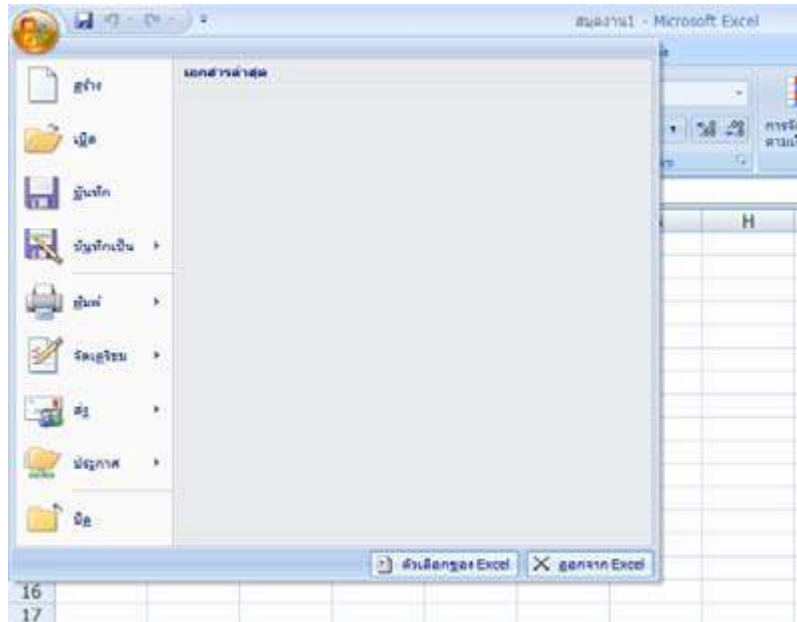 สมุดงาน1 - Microsoft Excel
สร้าง
เอกสารล่าสุด
เปิด
บันทึก
บันทึกเป็น
พิมพ์
จัดเตรียม
ส่ง
ประกาศ
ปิด
ตัวเลือกของ Excel
ออกจาก Excel
H
16
17